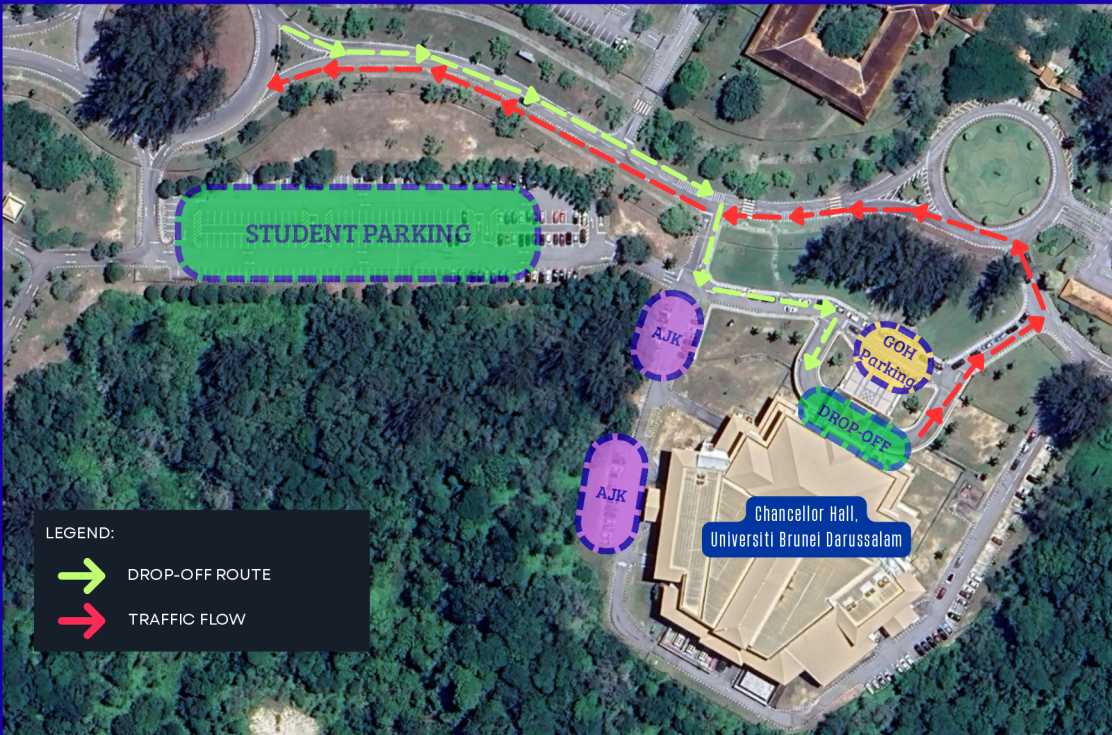 STUDENT PARKING
AJK
GOH
Parking
DROP-OFF
AJK
Chancellor Hall,
Universiti Brunei Darussalam
LEGEND:
DROP-OFF ROUTE
TRAFFIC FLOW